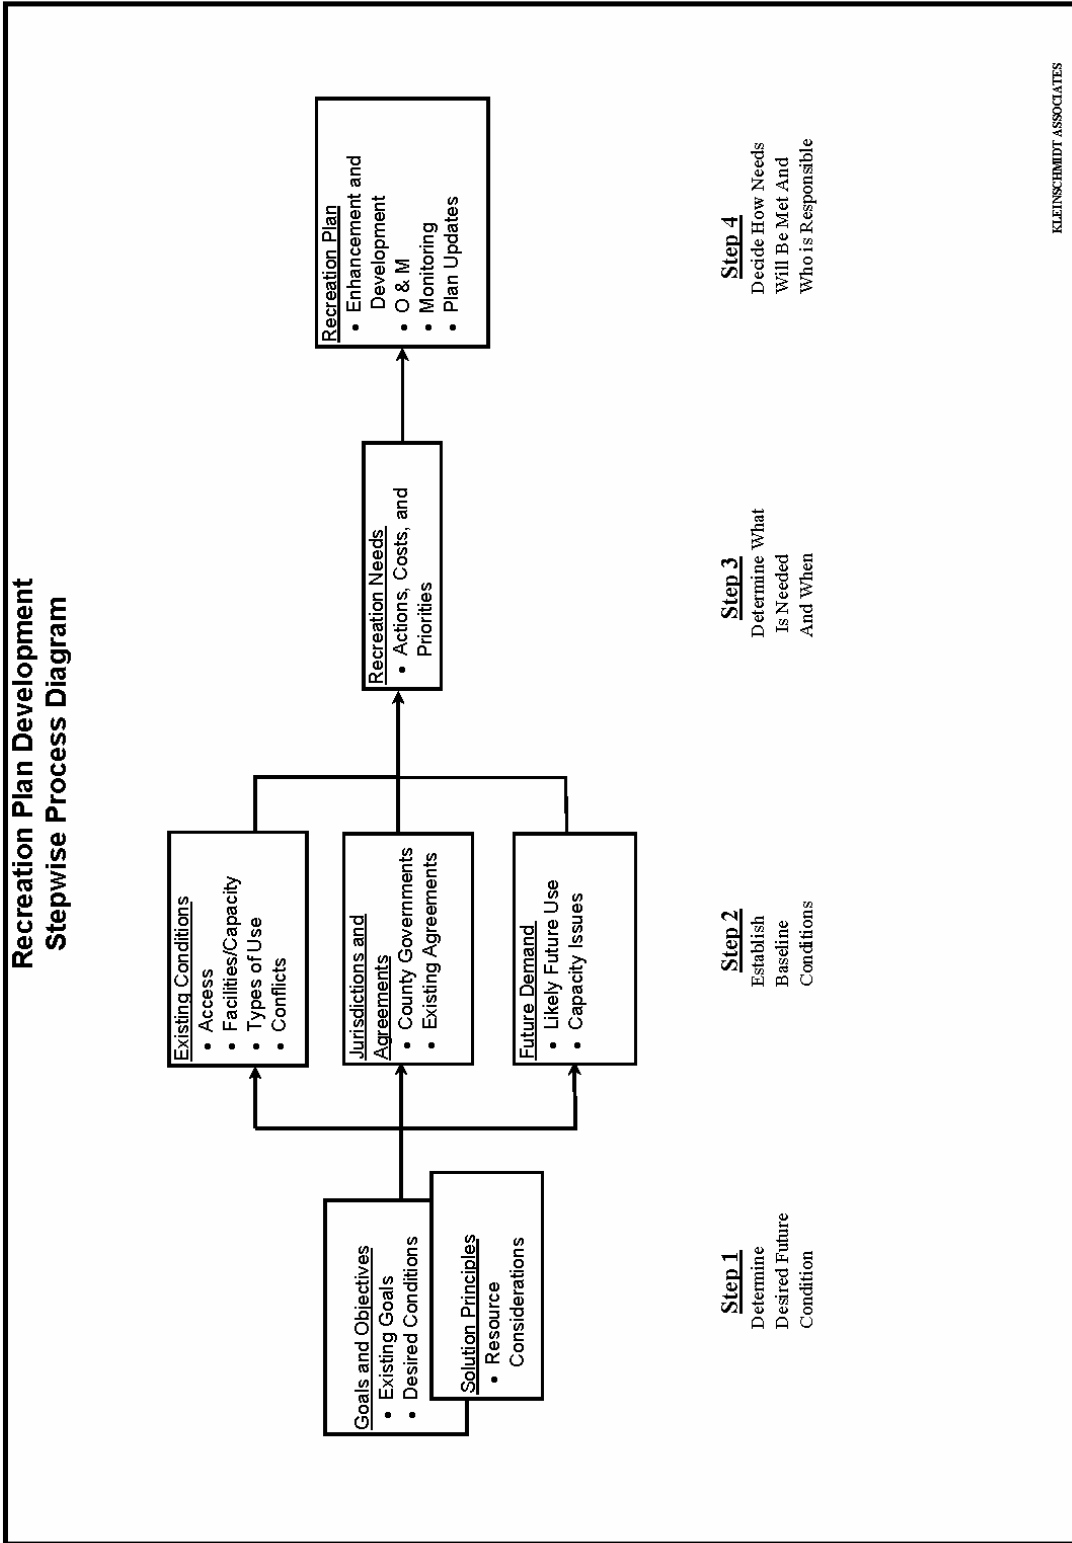 Recreation Plan Development
Stepwise Process Diagram
Goals and Objectives
• Existing Goals
• Desired Conditions
Solution Principles
• Resource
Considerations
Existing Conditions
• Access
• Facilities/Capacity
• Types of Use
• Conflicts
Jurisdictions and
Agreements
• County Governments
• Existing Agreements
Future Demand
• Likely Future Use
• Capacity Issues
Recreation Needs
• Actions, Costs, and
Priorities
Recreation Plan
• Enhancement and
Development
• O & M
• Monitoring
• Plan Updates
Step 1
Determine
Desired Future
Condition
Step 2
Establish
Baseline
Conditions
Step 3
Determine What
Is Needed
And When
Step 4
Decide How Needs
Will Be Met And
Who is Responsible
KLEINSCHMIDT ASSOCIATES